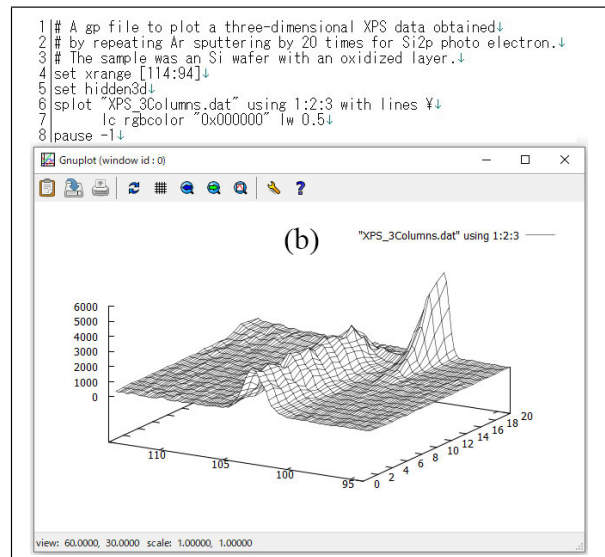 1|# A gp file to plot a three-dimensional XPS data obtained↓
2|# by repeating Ar sputtering by 20 times for Si2p photo electron.↓
3|# The sample was an Si wafer with an oxidized layer.↓
4|set xrange [114:94]↓
5|set hidden3d↓
6|splot "XPS_3Columns.dat" using 1:2:3 with lines ¥↓
7|    lc rgbcolor "0x000000" lw 0.5↓
8|pause -1↓
Gnuplot (window id : 0)
(b)
"XPS_3Columns.dat" using 1:2:3
6000
5000
4000
3000
2000
1000
0
110
105
100
95
0
2
4
6
8
10
12
14
16
18
20
view: 60.0000, 30.0000 scale: 1.00000, 1.00000